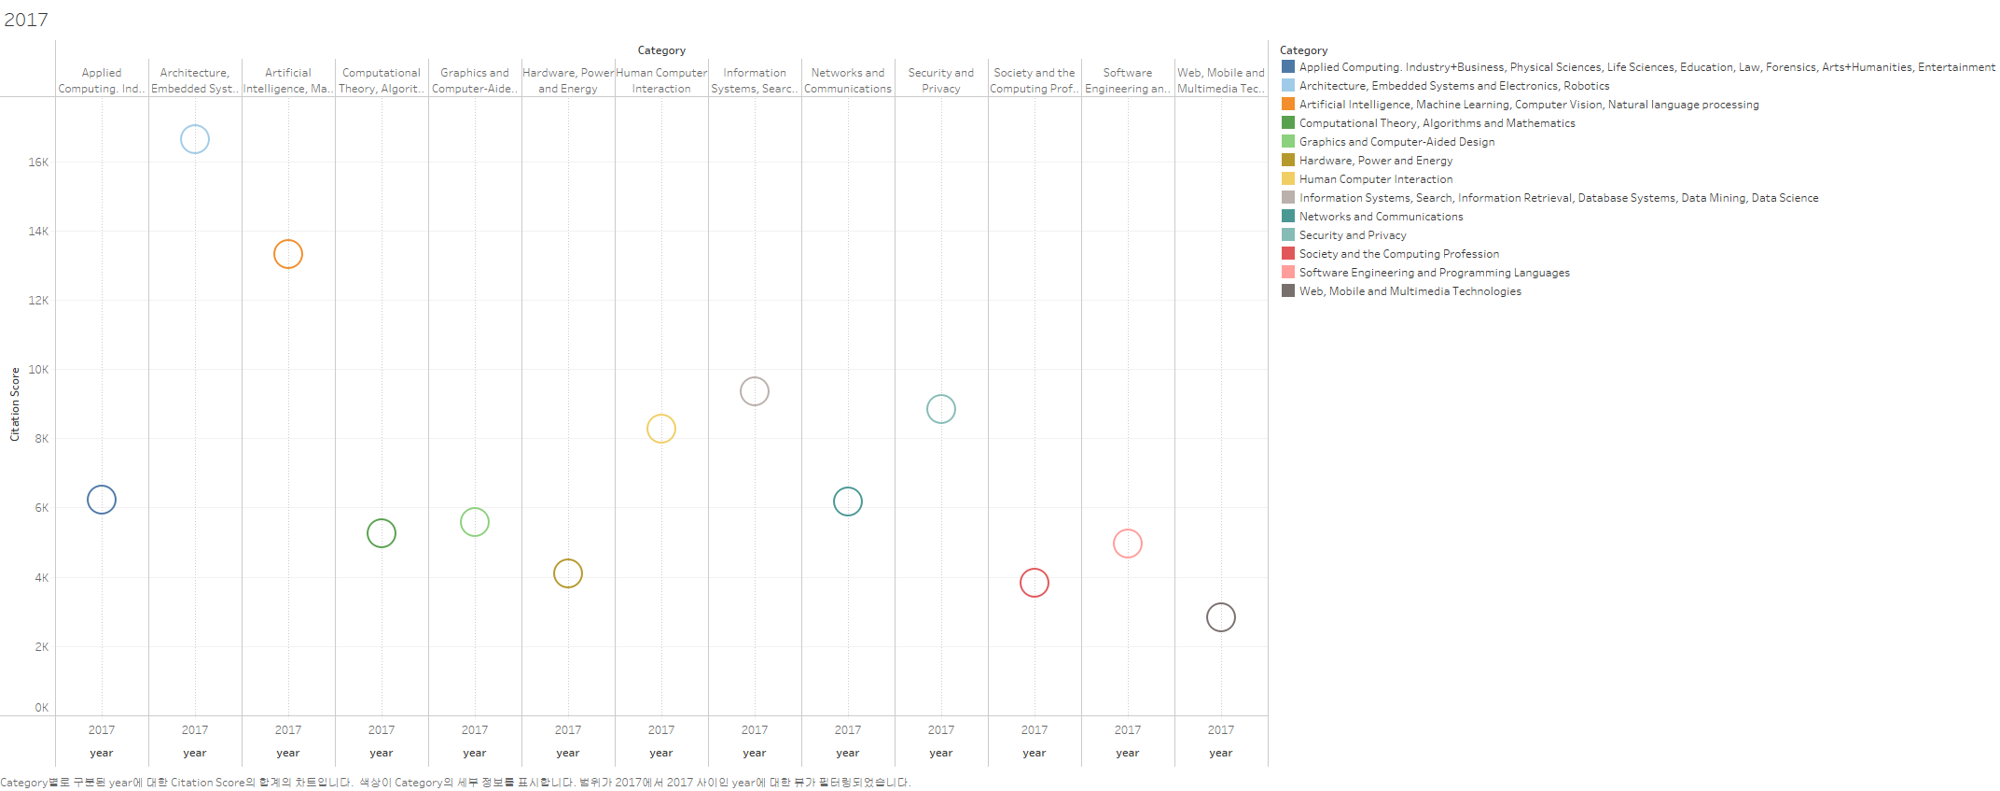 2017
Category
Applied
Computing. Ind..
Architecture,
Embedded Syst..
Artificial
Intelligence, Ma..
Computational
Theory, Algorit..
Graphics and
Computer-Aide..
Hardware, Power
and Energy
Human Computer
Interaction
Information
Systems, Searc..
Networks and
Communications
Security and
Privacy
Society and the
Computing Prof..
Software
Engineering an..
Web, Mobile and
Multimedia Tec..
Citation Score
16K
14K
12K
10K
8K
6K
4K
2K
0K
2017 2017 2017 2017 2017 2017 2017 2017 2017 2017 2017 2017 2017
year year year year year year year year year year year year year
Category
Applied Computing. Industry+Business, Physical Sciences, Life Sciences, Education, Law, Forensics, Arts+Humanities, Entertainment
Architecture, Embedded Systems and Electronics, Robotics
Artificial Intelligence, Machine Learning, Computer Vision, Natural language processing
Computational Theory, Algorithms and Mathematics
Graphics and Computer-Aided Design
Hardware, Power and Energy
Human Computer Interaction
Information Systems, Search, Information Retrieval, Database Systems, Data Mining, Data Science
Networks and Communications
Security and Privacy
Society and the Computing Profession
Software Engineering and Programming Languages
Web, Mobile and Multimedia Technologies
Category별로 구분된 year에 대한 Citation Score의 합계의 차트입니다. 색상이 Category의 세부 정보를 표시합니다. 범위가 2017에서 2017 사이인 year에 대한 뷰가 필터링되었습니다.